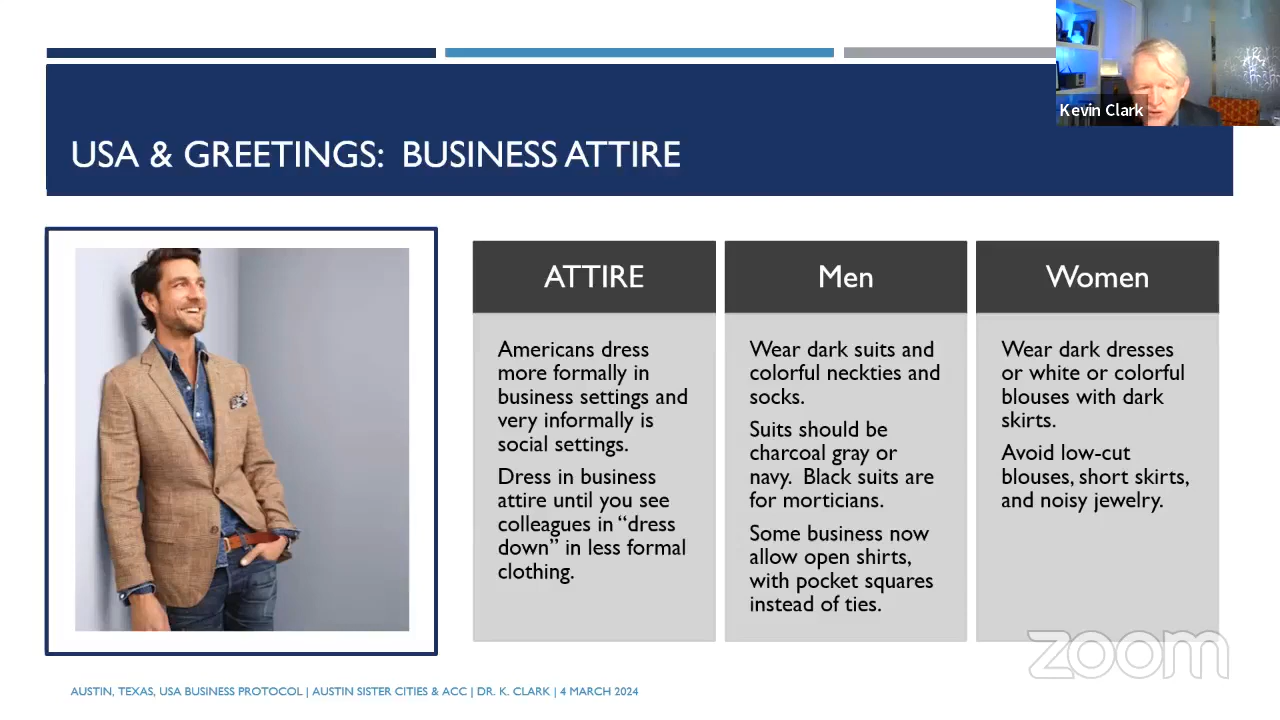 Kevin Clark
USA & GREETINGS: BUSINESS ATTIRE
ATTIRE
Americans dress
more formally in
business settings and
very informally is
social settings.
Dress in business
attire until you see
colleagues in “dress
down” in less formal
clothing.
Men
Wear dark suits and
colorful neckties and
socks.
Suits should be
charcoal gray or
navy. Black suits are
for morticians.
Some business now
allow open shirts,
with pocket squares
instead of ties.
Women
Wear dark dresses
or white or colorful
blouses with dark
skirts.
Avoid low-cut
blouses, short skirts,
and noisy jewelry.
zoom
AUSTIN, TEXAS, USA BUSINESS PROTOCOL | AUSTIN SISTER CITIES & ACC | DR. K. CLARK | 4 MARCH 2024